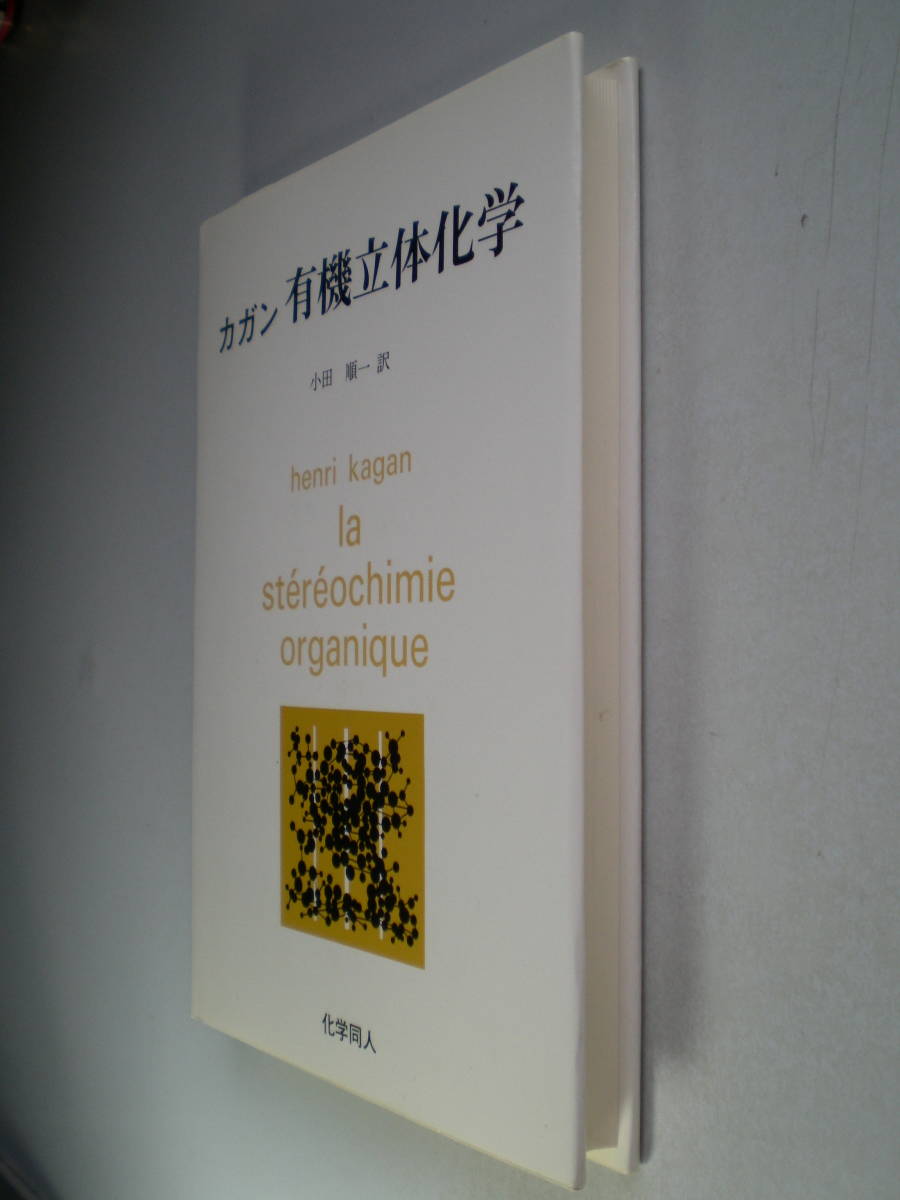 カガン 有機立体化学
小田 順一 訳
henri kagan
la
stéréochimie
organique
化学同人